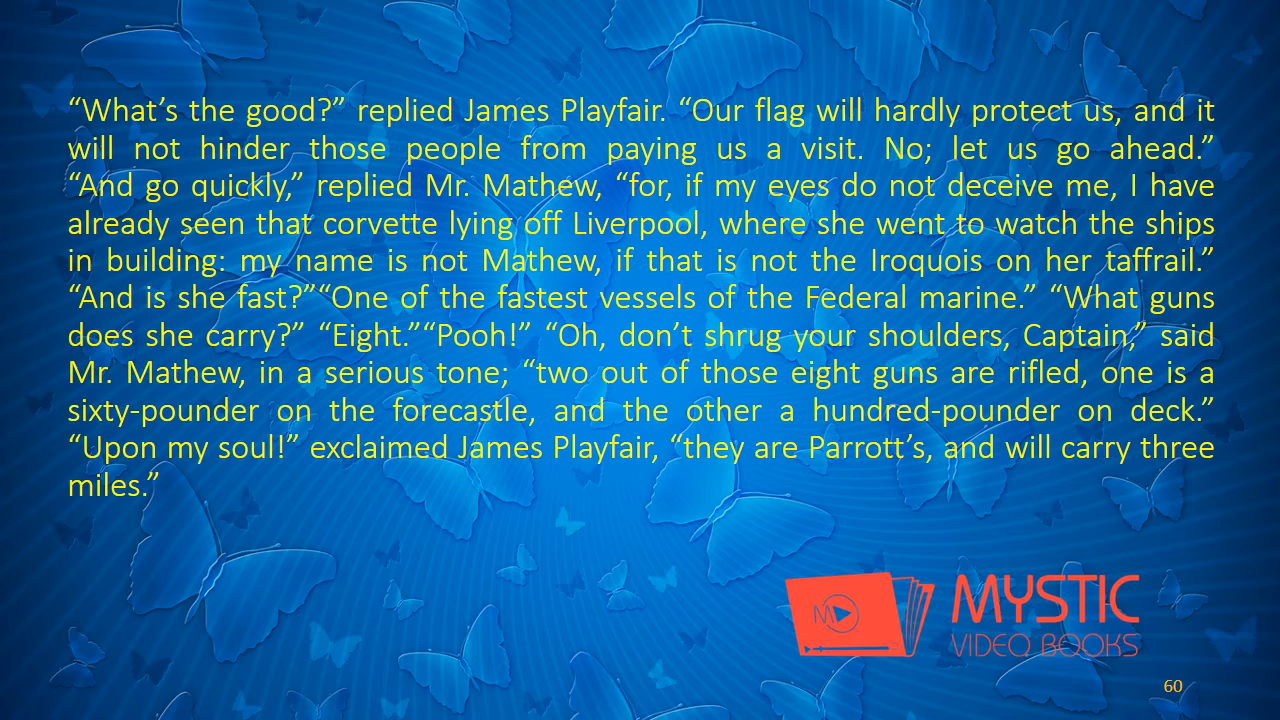 “What’s the good?” replied James Playfair. “Our flag will hardly protect us, and it
will not hinder those people from paying us a visit. No; let us go ahead.”
“And go quickly,” replied Mr. Mathew, “for, if my eyes do not deceive me, I have
already seen that corvette lying off Liverpool, where she went to watch the ships
in building: my name is not Mathew, if that is not the Iroquois on her taffrail.”
“And is she fast?”“One of the fastest vessels of the Federal marine.” “What guns
does she carry?” “Eight.”“Pooh!” “Oh, don’t shrug your shoulders, Captain,” said
Mr. Mathew, in a serious tone; “two out of those eight guns are rifled, one is a
sixty-pounder on the forecastle, and the other a hundred-pounder on deck.”
“Upon my soul!” exclaimed James Playfair, “they are Parrott’s, and will carry three
miles.”
M
MYSTIC
VIDEO BOOKS
60